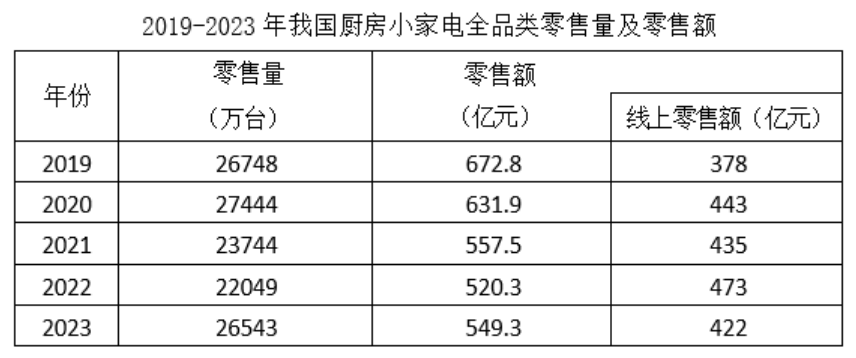 2019-2023 年我国厨房小家电全品类零售量及零售额
年份 零售量（万台） 零售额（亿元） 线上零售额（亿元）
2019 26748 672.8 378
2020 27444 631.9 443
2021 23744 557.5 435
2022 22049 520.3 473
2023 26543 549.3 422